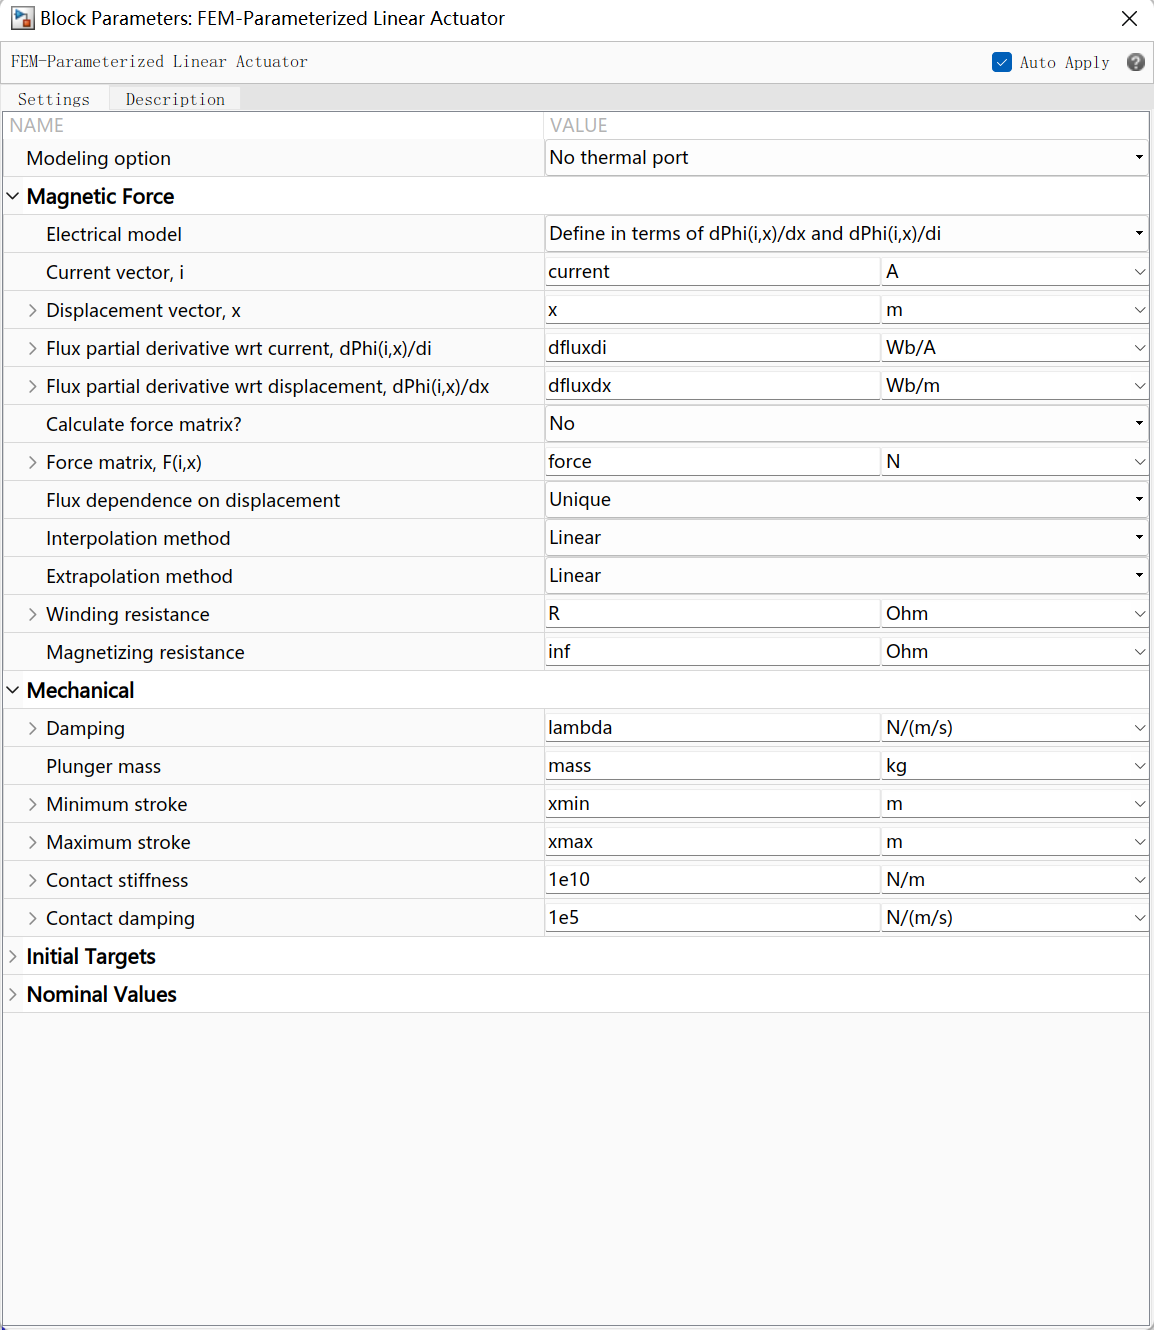 Block Parameters: FEM-Parameterized Linear Actuator
FEM-Parameterized Linear Actuator Auto Apply
Settings Description
NAME VALUE
Modeling option No thermal port
Magnetic Force
Electrical model Define in terms of dPhi(i,x)/dx and dPhi(i,x)/di
Current vector, i current A
Displacement vector, x x m
Flux partial derivative wrt current, dPhi(i,x)/di dfluxdi Wb/A
Flux partial derivative wrt displacement, dPhi(i,x)/dx dfluxdx Wb/m
Calculate force matrix? No
Force matrix, F(i,x) force N
Flux dependence on displacement Unique
Interpolation method Linear
Extrapolation method Linear
Winding resistance R Ohm
Magnetizing resistance inf Ohm
Mechanical
Damping lambda N/(m/s)
Plunger mass mass kg
Minimum stroke xmin m
Maximum stroke xmax m
Contact stiffness 1e10 N/m
Contact damping 1e5 N/(m/s)
Initial Targets
Nominal Values